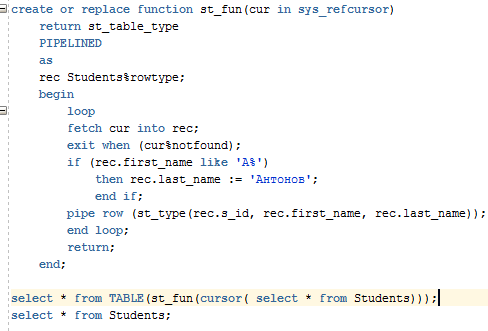 create or replace function st_fun(cur in sys_refcursor)
return st_table_type
PIPELINED
as
rec Students%rowtype;
begin
loop
fetch cur into rec;
exit when (cur%notfound);
if (rec.first_name like 'A%')
then rec.last_name := 'Антонов';
end if;
pipe row (st_type(rec.s_id, rec.first_name, rec.last_name));
end loop;
return;
end;
select * from TABLE(st_fun(cursor( select * from Students)));
select * from Students;